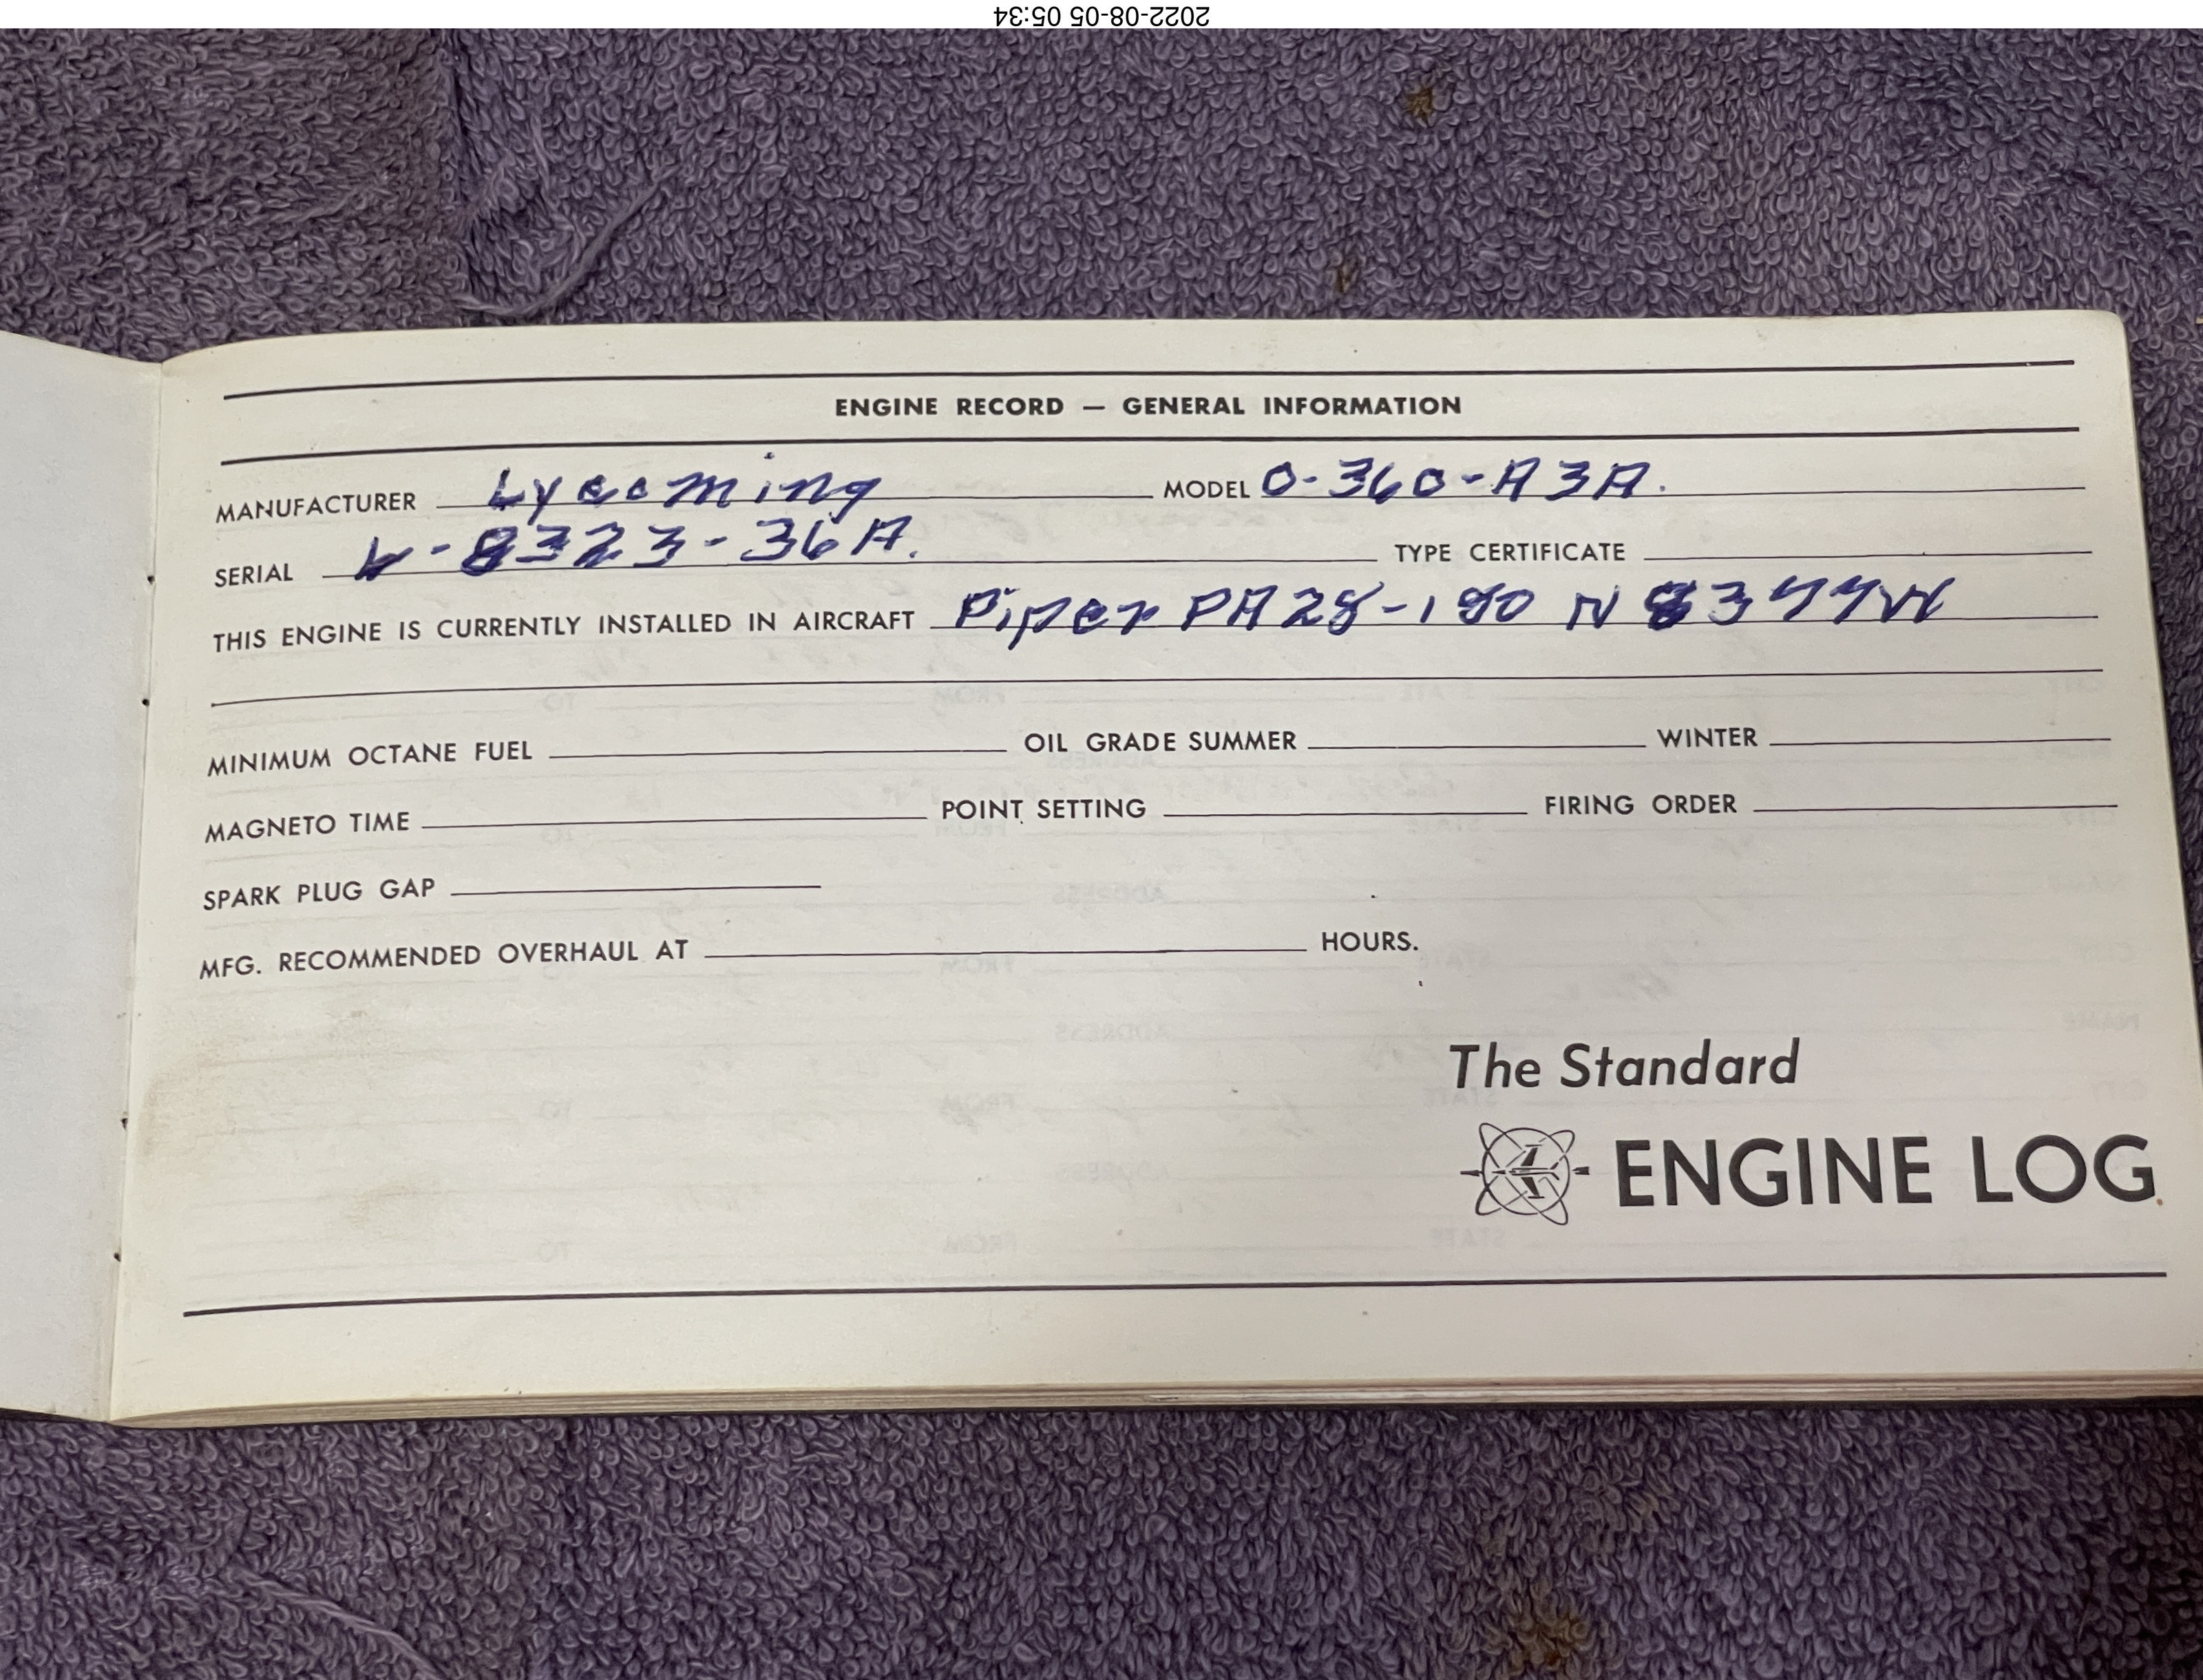 2022-08-05 05:34
ENGINE RECORD — GENERAL INFORMATION
MANUFACTURER Lycoming MODEL O-360-A3A.
SERIAL L-8323-36A. TYPE CERTIFICATE
THIS ENGINE IS CURRENTLY INSTALLED IN AIRCRAFT Piper PA28-180 N8344W
MINIMUM OCTANE FUEL OIL GRADE SUMMER WINTER
MAGNETO TIME POINT SETTING FIRING ORDER
SPARK PLUG GAP
MFG. RECOMMENDED OVERHAUL AT HOURS.
The Standard
ENGINE LOG